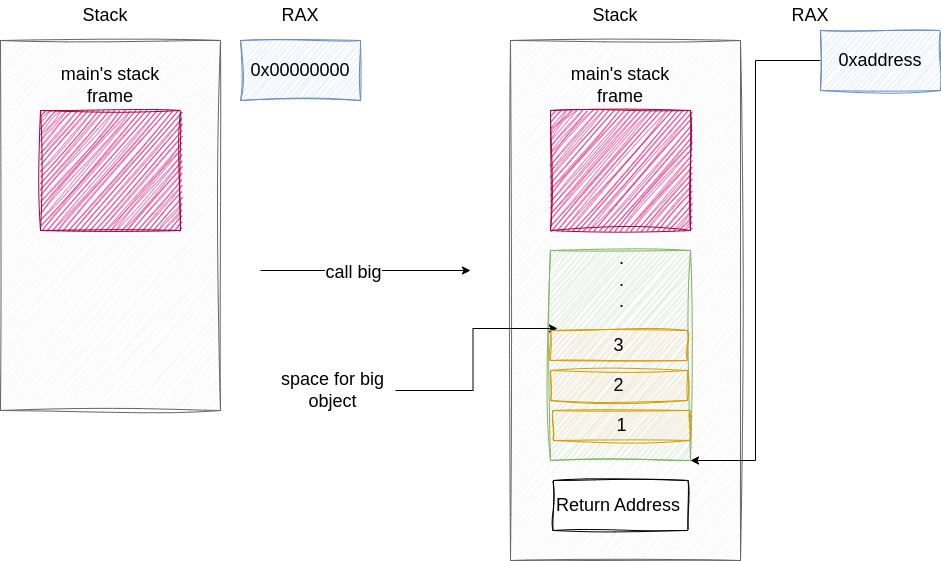 Stack
RAX
main's stack
frame
0x00000000
call big
space for big
object
Stack
RAX
0xaddress
main's stack
frame
.
.
.
3
2
1
Return Address